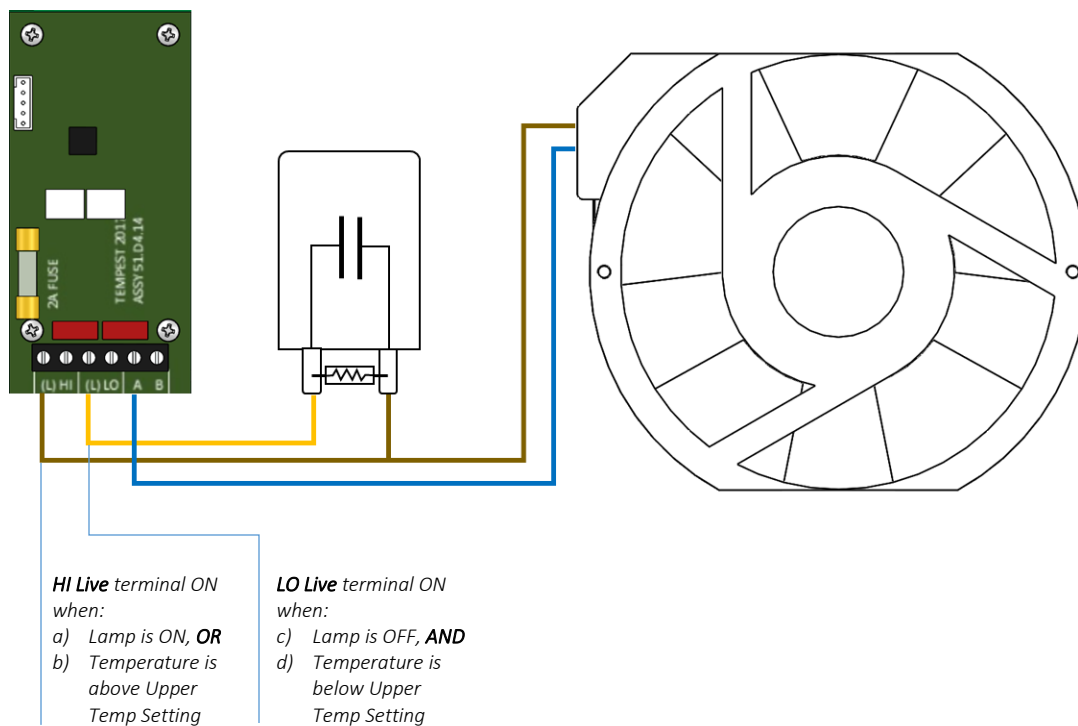 2A FUSE
TEMPEST 2017
ASSY 51.D4.14
(L) HI (L) LO A B
HI Live terminal ON
when:
a) Lamp is ON, OR
b) Temperature is
above Upper
Temp Setting
LO Live terminal ON
when:
c) Lamp is OFF, AND
d) Temperature is
below Upper
Temp Setting